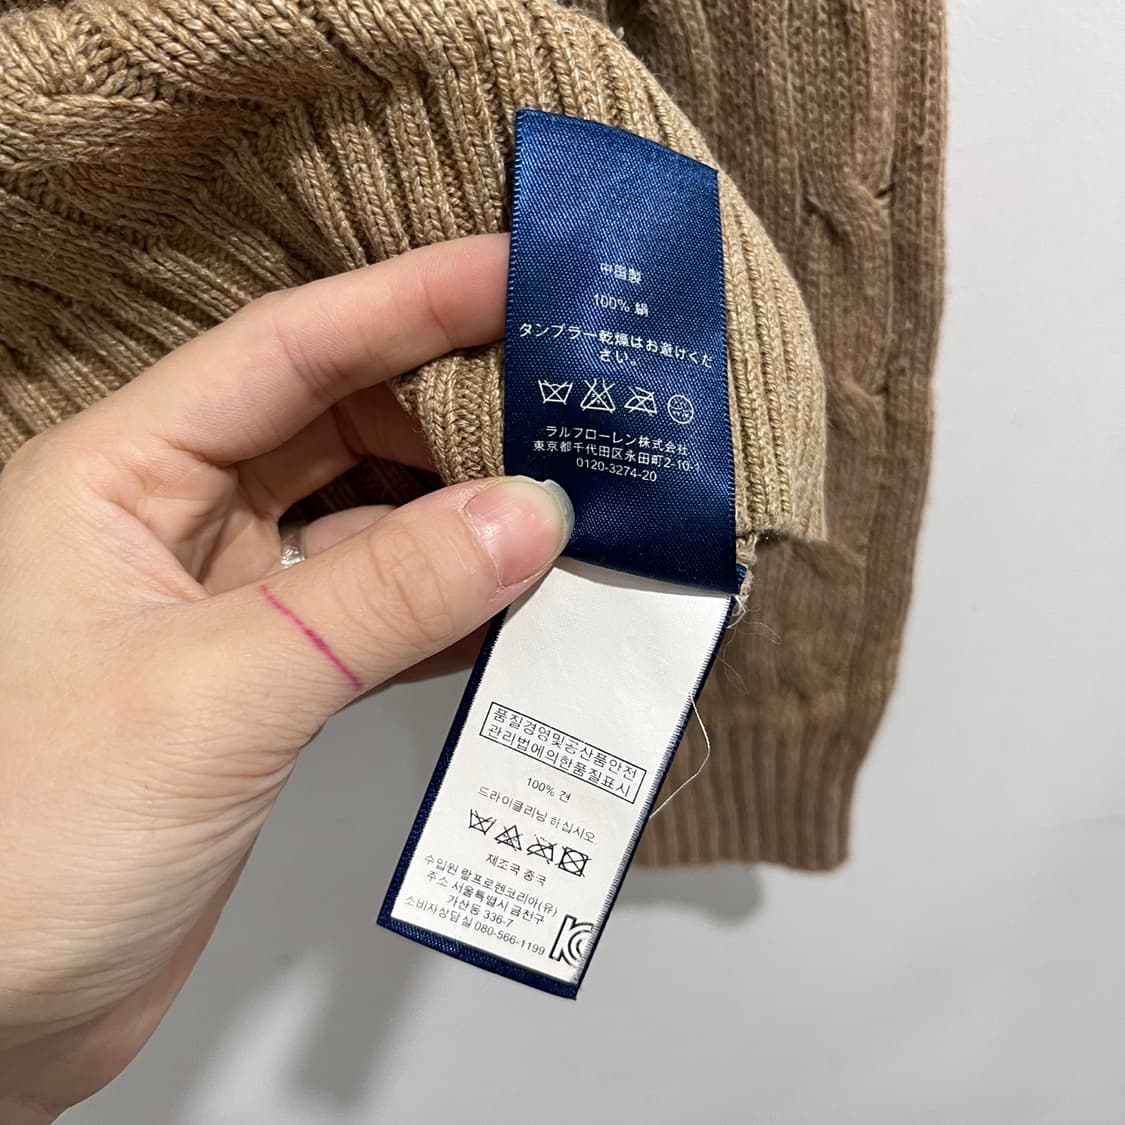 中国製
100% 絹
タンブラー乾燥はお避けくだ
さい。
ラルフローレン株式会社
東京都千代田区永田町2-10-1
0120-3274-20
품질경영및공산품안전
관리법에의한품질표시
100% 견
드라이클리닝 하십시오.
제조국 중국
수입원 랄프로렌코리아(유)
주소 서울특별시 금천구
가산동 336-7
소비자상담실 080-566-1199